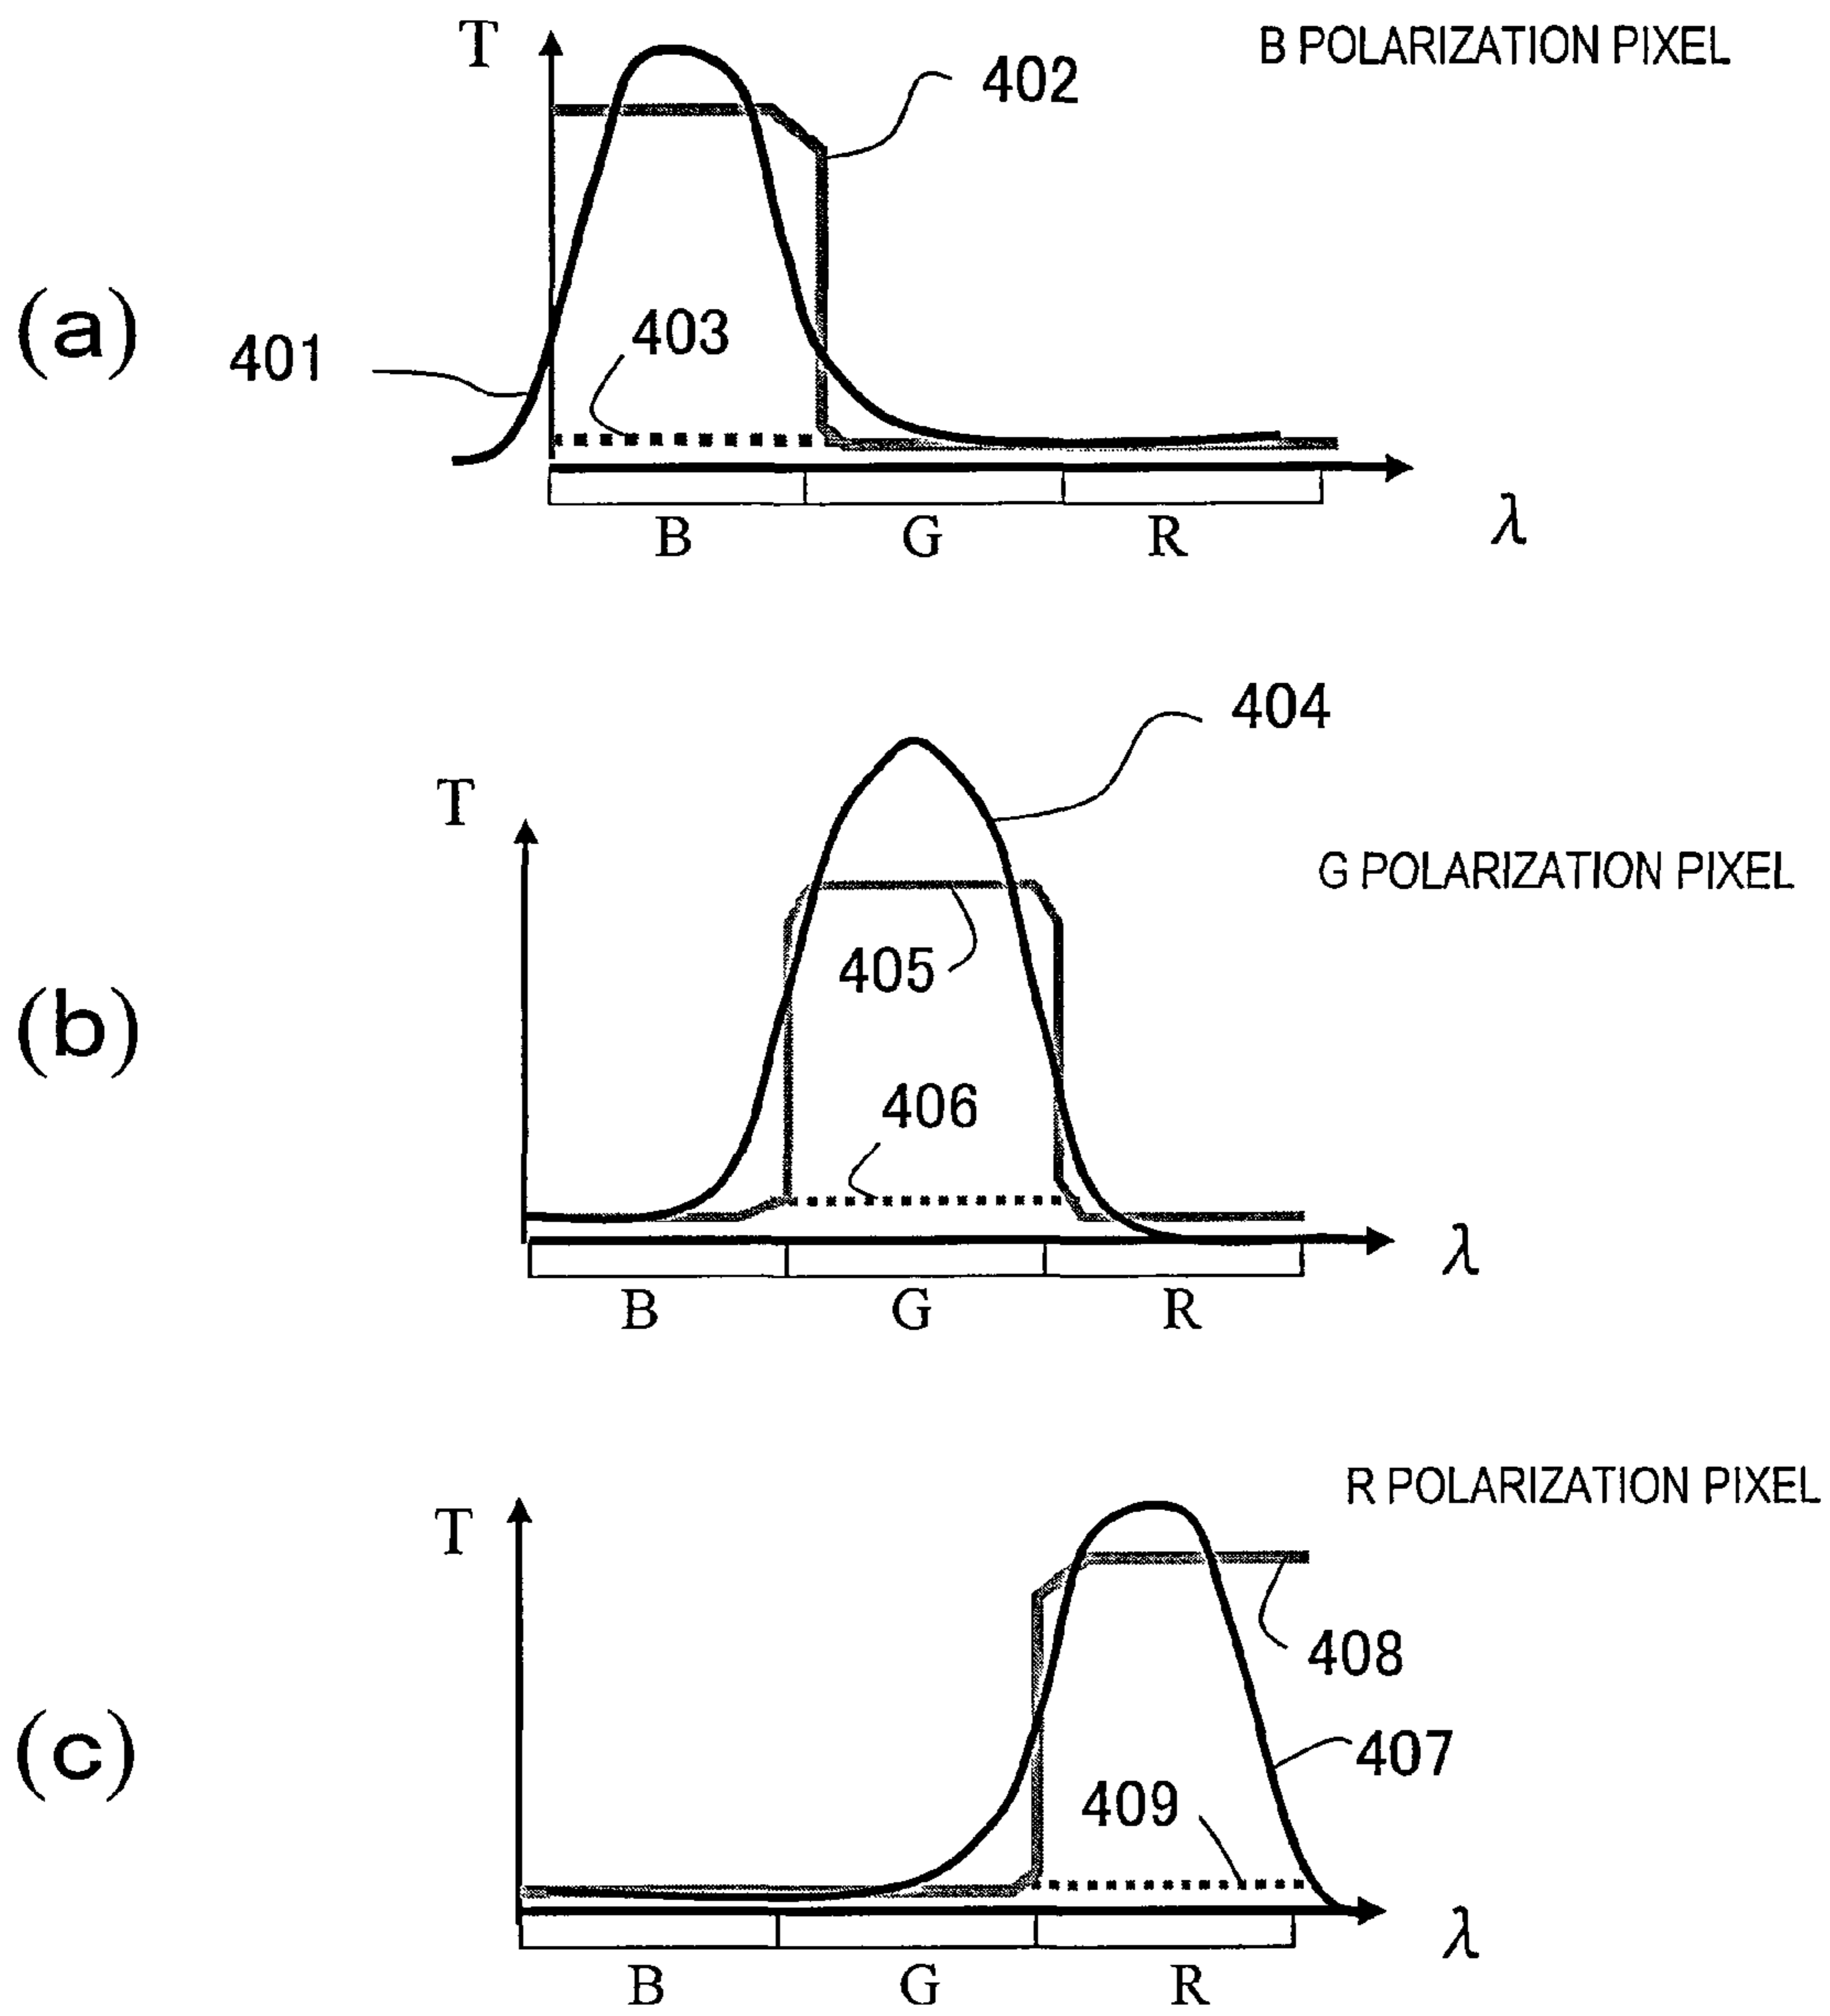 T
B POLARIZATION PIXEL
402
(a)
401
403
B G R
λ
404
T
G POLARIZATION PIXEL
405
(b)
406
λ
B G R
R POLARIZATION PIXEL
T
408
(c)
407
409
λ
B G R